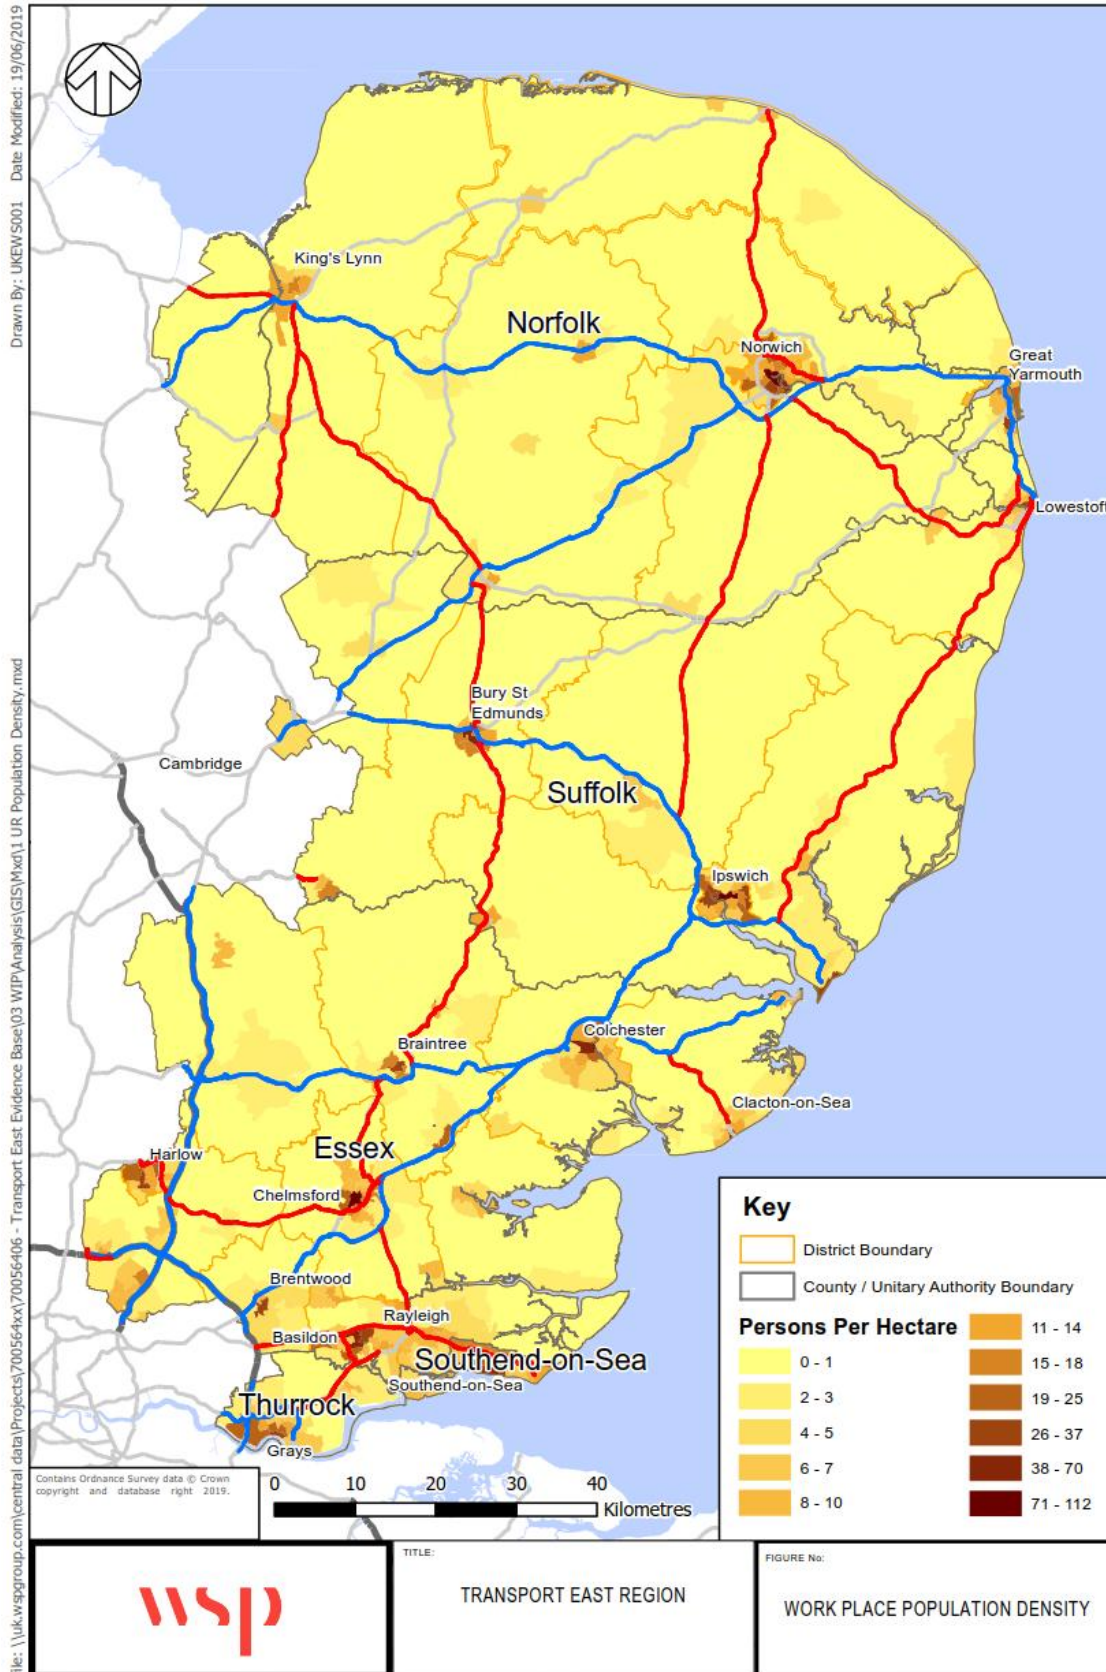 Drawn By: UKEWS001 Date Modified: 19/06/2019
File: \\uk.wspgroup.com\central data\Projects\700564xx\70056406 - Transport East Evidence Base\03 WIP\Analysis\GIS\Mxd\1 UR Population Density.mxd
King's Lynn
Norfolk
Norwich
Great
Yarmouth
Lowestoft
Bury St
Edmunds
Cambridge
Suffolk
Ipswich
Colchester
Braintree
Clacton-on-Sea
Essex
Harlow
Chelmsford
Brentwood
Rayleigh
Basildon
Southend-on-Sea
Southend-on-Sea
Thurrock
Grays
Key
District Boundary
County / Unitary Authority Boundary
Persons Per Hectare
0 - 1
2 - 3
4 - 5
6 - 7
8 - 10
11 - 14
15 - 18
19 - 25
26 - 37
38 - 70
71 - 112
Contains Ordnance Survey data © Crown
copyright and database right 2019.
0 10 20 30 40
Kilometres
wsp
TITLE:
TRANSPORT EAST REGION
FIGURE No:
WORK PLACE POPULATION DENSITY